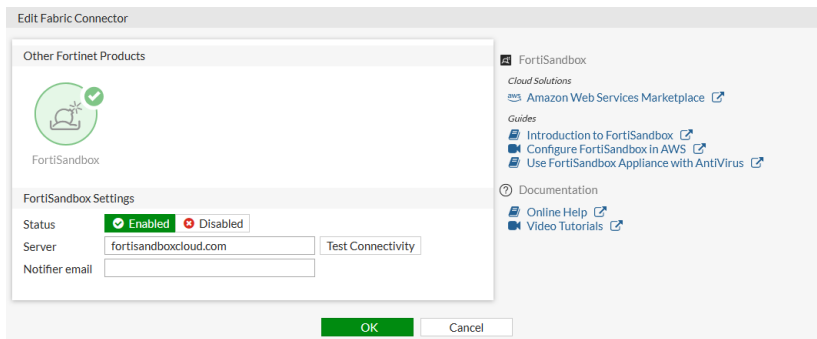 Edit Fabric Connector
Other Fortinet Products
FortiSandbox
FortiSandbox Settings
Status Enabled Disabled
Server fortisandboxcloud.com Test Connectivity
Notifier email
FortiSandbox
Cloud Solutions
aws Amazon Web Services Marketplace
Guides
Introduction to FortiSandbox
Configure FortiSandbox in AWS
Use FortiSandbox Appliance with AntiVirus
Documentation
Online Help
Video Tutorials
OK Cancel